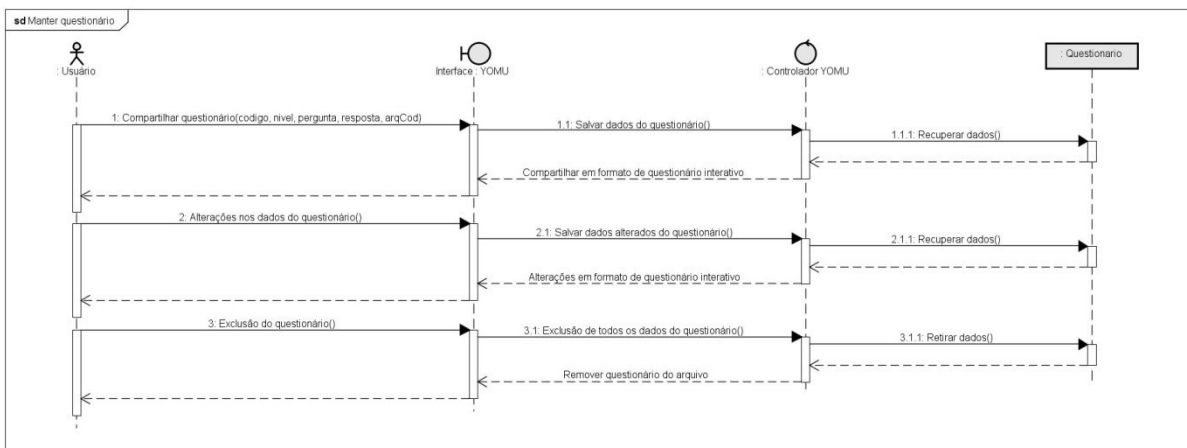 sd Manter questionário
: Usuário
Interface : YOMU
: Controlador YOMU
: Questionario
1: Compartilhar questionário(codigo, nivel, pergunta, resposta, arqCod)
1.1: Salvar dados do questionário()
1.1.1: Recuperar dados()
Compartilhar em formato de questionário interativo
2: Alterações nos dados do questionário()
2.1: Salvar dados alterados do questionário()
2.1.1: Recuperar dados()
Alterações em formato de questionário interativo
3: Exclusão do questionário()
3.1: Exclusão de todos os dados do questionário()
3.1.1: Retirar dados()
Remover questionário do arquivo